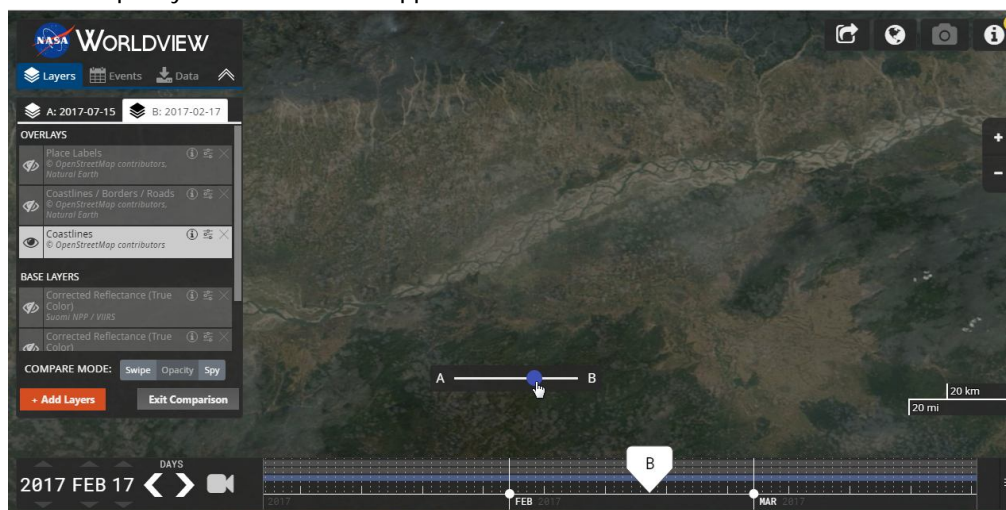 NASA WORLDVIEW
Layers Events Data
A: 2017-07-15 B: 2017-02-17
OVERLAYS
Place Labels
© OpenStreetMap contributors,
Natural Earth
Coastlines / Borders / Roads
© OpenStreetMap contributors,
Natural Earth
Coastlines
© OpenStreetMap contributors
BASE LAYERS
Corrected Reflectance (True
Color)
Suomi NPP / VIIRS
Corrected Reflectance (True
Color)
COMPARE MODE: Swipe Opacity Spy
+ Add Layers Exit Comparison
A B
20 km
20 mi
DAYS
2017 FEB 17
B
2017 FEB 2017 MAR 2017